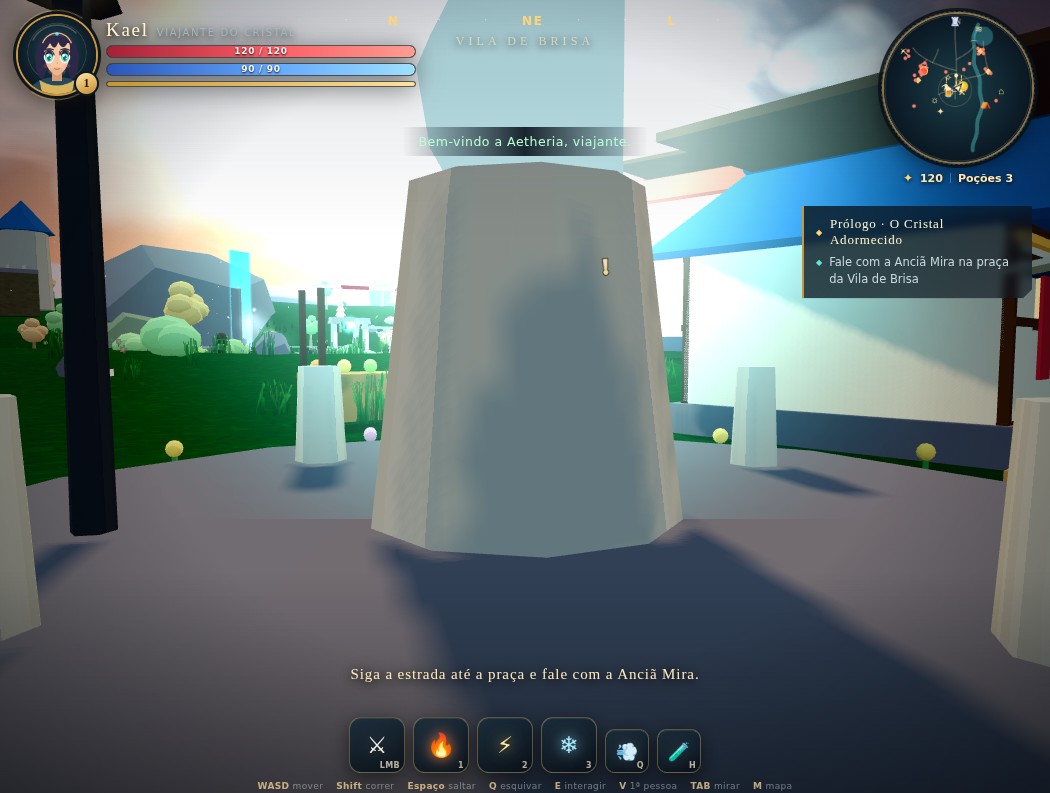 Kael VIAJANTE DO CRISTAL
120 / 120
90 / 90
1
N NE L
VILA DE BRISA
Bem-vindo a Aetheria, viajante.
120 | Poções 3
Prólogo · O Cristal
Adormecido
Fale com a Anciã Mira na praça
da Vila de Brisa
!
Siga a estrada até a praça e fale com a Anciã Mira.
LMB 1 2 3 Q H
WASD mover Shift correr Espaço saltar Q esquivar E interagir V 1ª pessoa TAB mirar M mapa